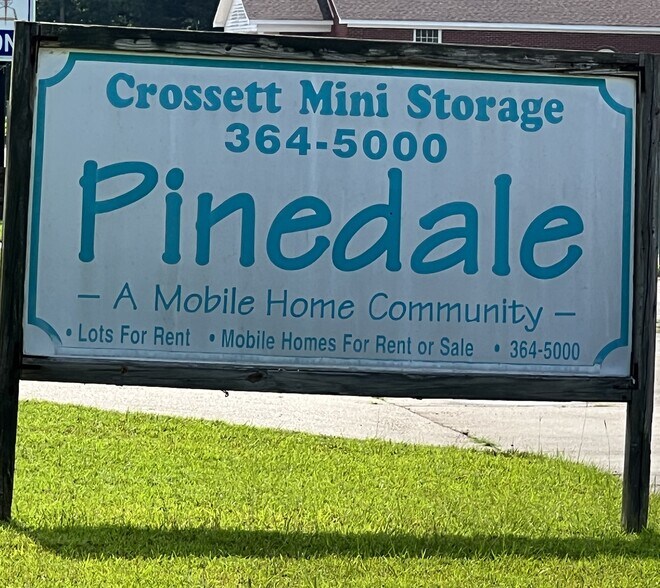 Crossett Mini Storage
364-5000
Pinedale
– A Mobile Home Community –
• Lots For Rent • Mobile Homes For Rent or Sale • 364-5000